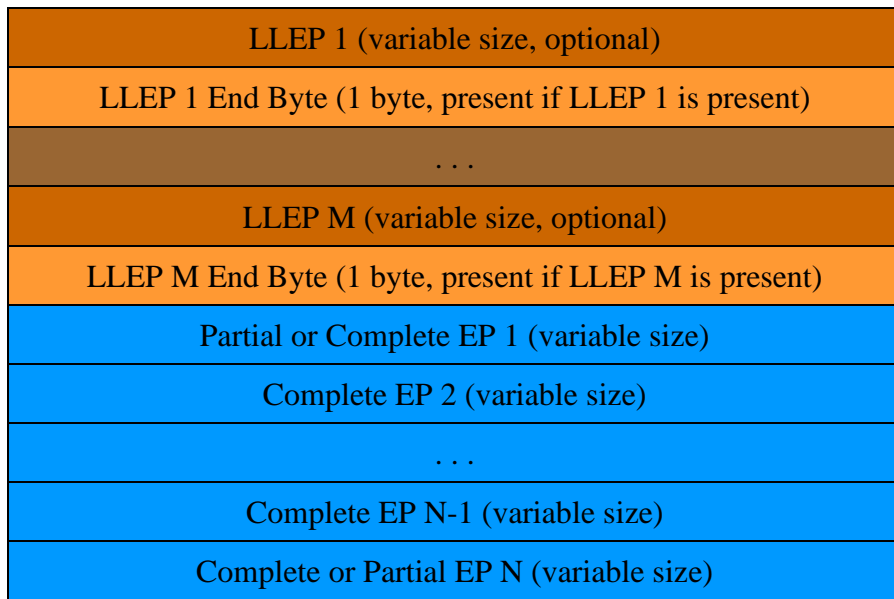 LLEP 1 (variable size, optional)
LLEP 1 End Byte (1 byte, present if LLEP 1 is present)
. . .
LLEP M (variable size, optional)
LLEP M End Byte (1 byte, present if LLEP M is present)
Partial or Complete EP 1 (variable size)
Complete EP 2 (variable size)
. . .
Complete EP N-1 (variable size)
Complete or Partial EP N (variable size)